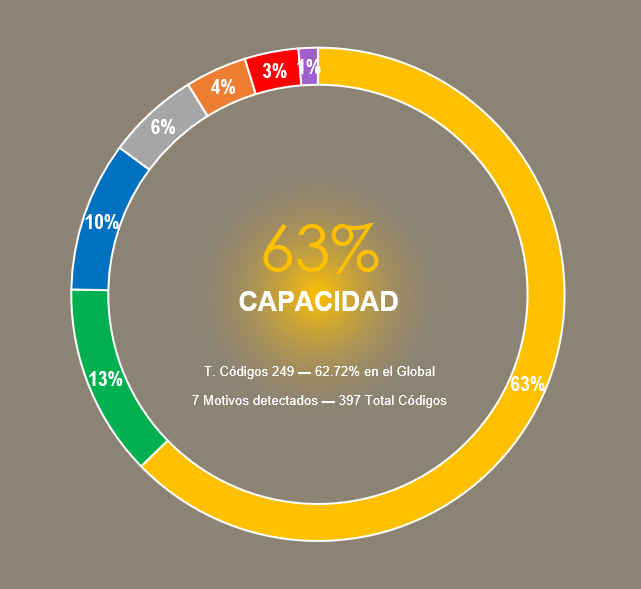 3%
1%
4%
6%
10%
63%
CAPACIDAD
T. Códigos 249 — 62.72% en el Global
13%
63%
7 Motivos detectados — 397 Total Códigos